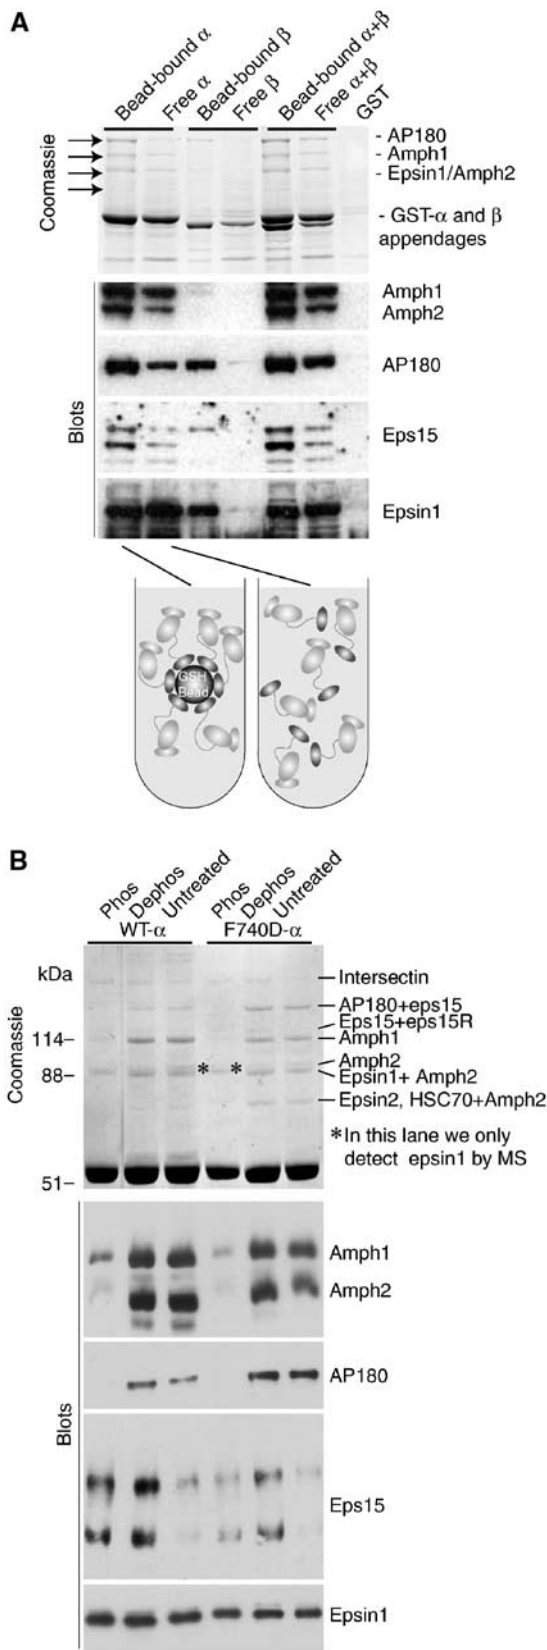 A
Bead-bound α
Free α
Bead-bound β
Free β
Bead-bound α+β
Free α+β
GST
Coomassie
- AP180
- Amph1
- Epsin1/Amph2
- GST-α and β
appendages
Blots
Amph1
Amph2
AP180
Eps15
Epsin1
GSH
Bead
B
Phos
Dephos
Untreated
Phos
Dephos
Untreated
WT-α
F740D-α
kDa
Coomassie
114–
88–
51–
Intersectin
AP180+eps15
Eps15+eps15R
Amph1
Amph2
Epsin1+ Amph2
Epsin2, HSC70+Amph2
* *
*In this lane we only
detect epsin1 by MS
Blots
Amph1
Amph2
AP180
Eps15
Epsin1